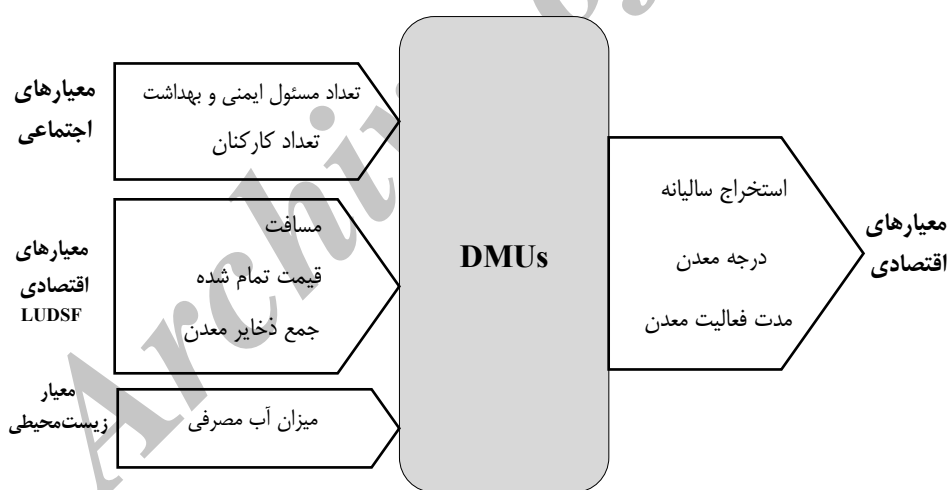 معیارهای
اجتماعی
تعداد مسئول ایمنی و بهداشت
تعداد کارکنان
معیارهای
اقتصادی
LUDSF
مسافت
قیمت تمام شده
جمع ذخایر معدن
معیار
زیست‌محیطی
میزان آب مصرفی
DMUs
استخراج سالیانه
درجه معدن
مدت فعالیت معدن
معیارهای
اقتصادی